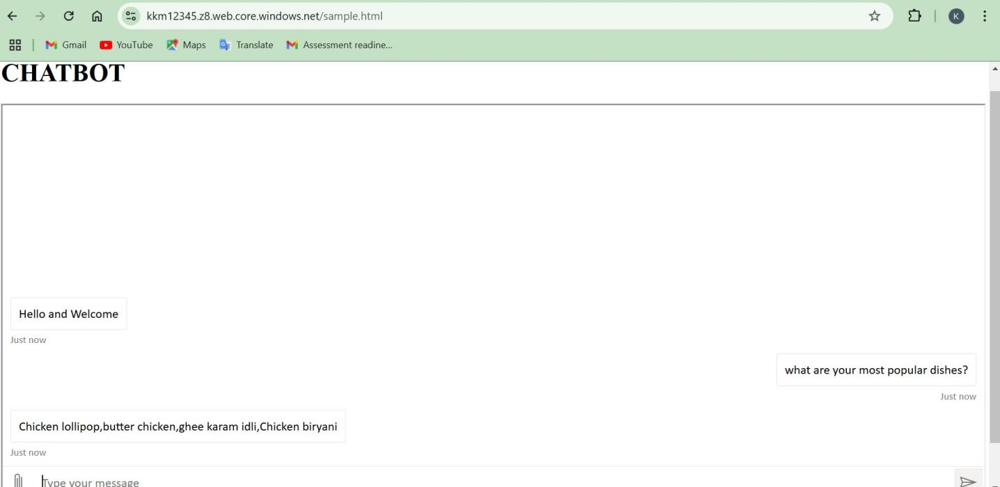 kkm12345.z8.web.core.windows.net/sample.html
K
Gmail YouTube Maps Translate Assessment readine...
CHATBOT
Hello and Welcome
Just now
what are your most popular dishes?
Just now
Chicken lollipop,butter chicken,ghee karam idli,Chicken biryani
Just now
Type your message